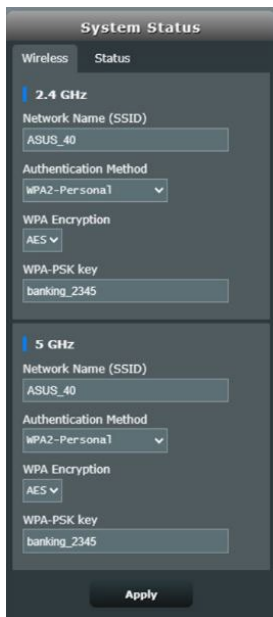 System Status
Wireless Status
2.4 GHz
Network Name (SSID)
ASUS_40
Authentication Method
WPA2-Personal
WPA Encryption
AES
WPA-PSK key
banking_2345
5 GHz
Network Name (SSID)
ASUS_40
Authentication Method
WPA2-Personal
WPA Encryption
AES
WPA-PSK key
banking_2345
Apply